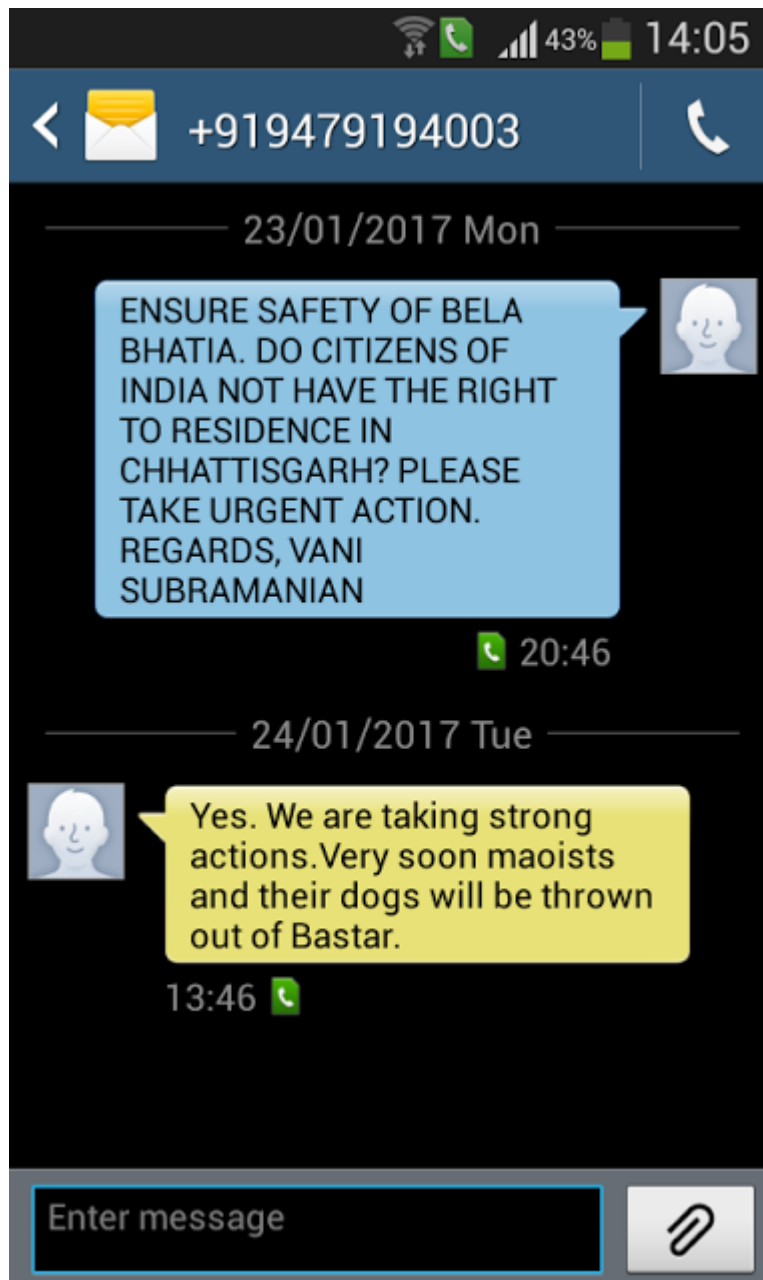 43% 14:05
+919479194003
23/01/2017 Mon
ENSURE SAFETY OF BELA
BHATIA. DO CITIZENS OF
INDIA NOT HAVE THE RIGHT
TO RESIDENCE IN
CHHATTISGARH? PLEASE
TAKE URGENT ACTION.
REGARDS, VANI
SUBRAMANIAN
20:46
24/01/2017 Tue
Yes. We are taking strong
actions.Very soon maoists
and their dogs will be thrown
out of Bastar.
13:46
Enter message